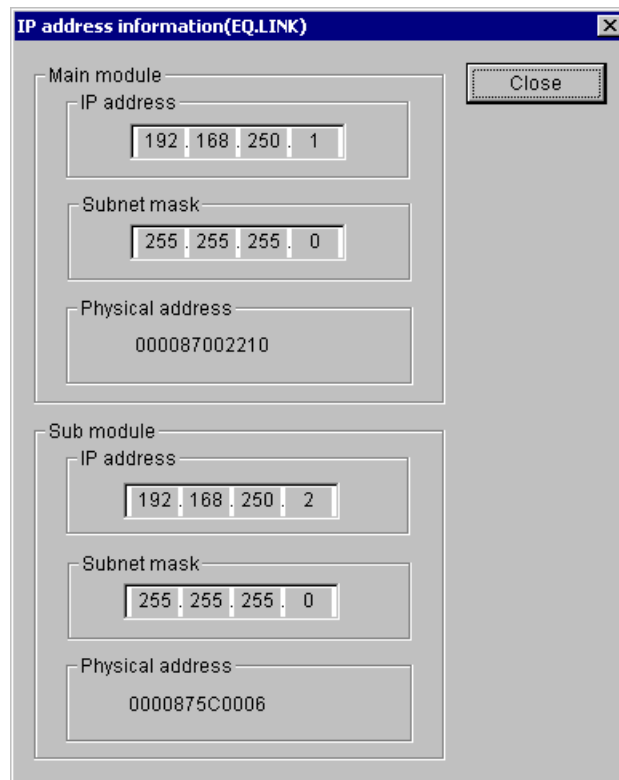 IP address information(EQ.LINK)
Main module
Close
IP address
192 . 168 . 250 . 1
Subnet mask
255 . 255 . 255 . 0
Physical address
000087002210
Sub module
IP address
192 . 168 . 250 . 2
Subnet mask
255 . 255 . 255 . 0
Physical address
0000875C0006